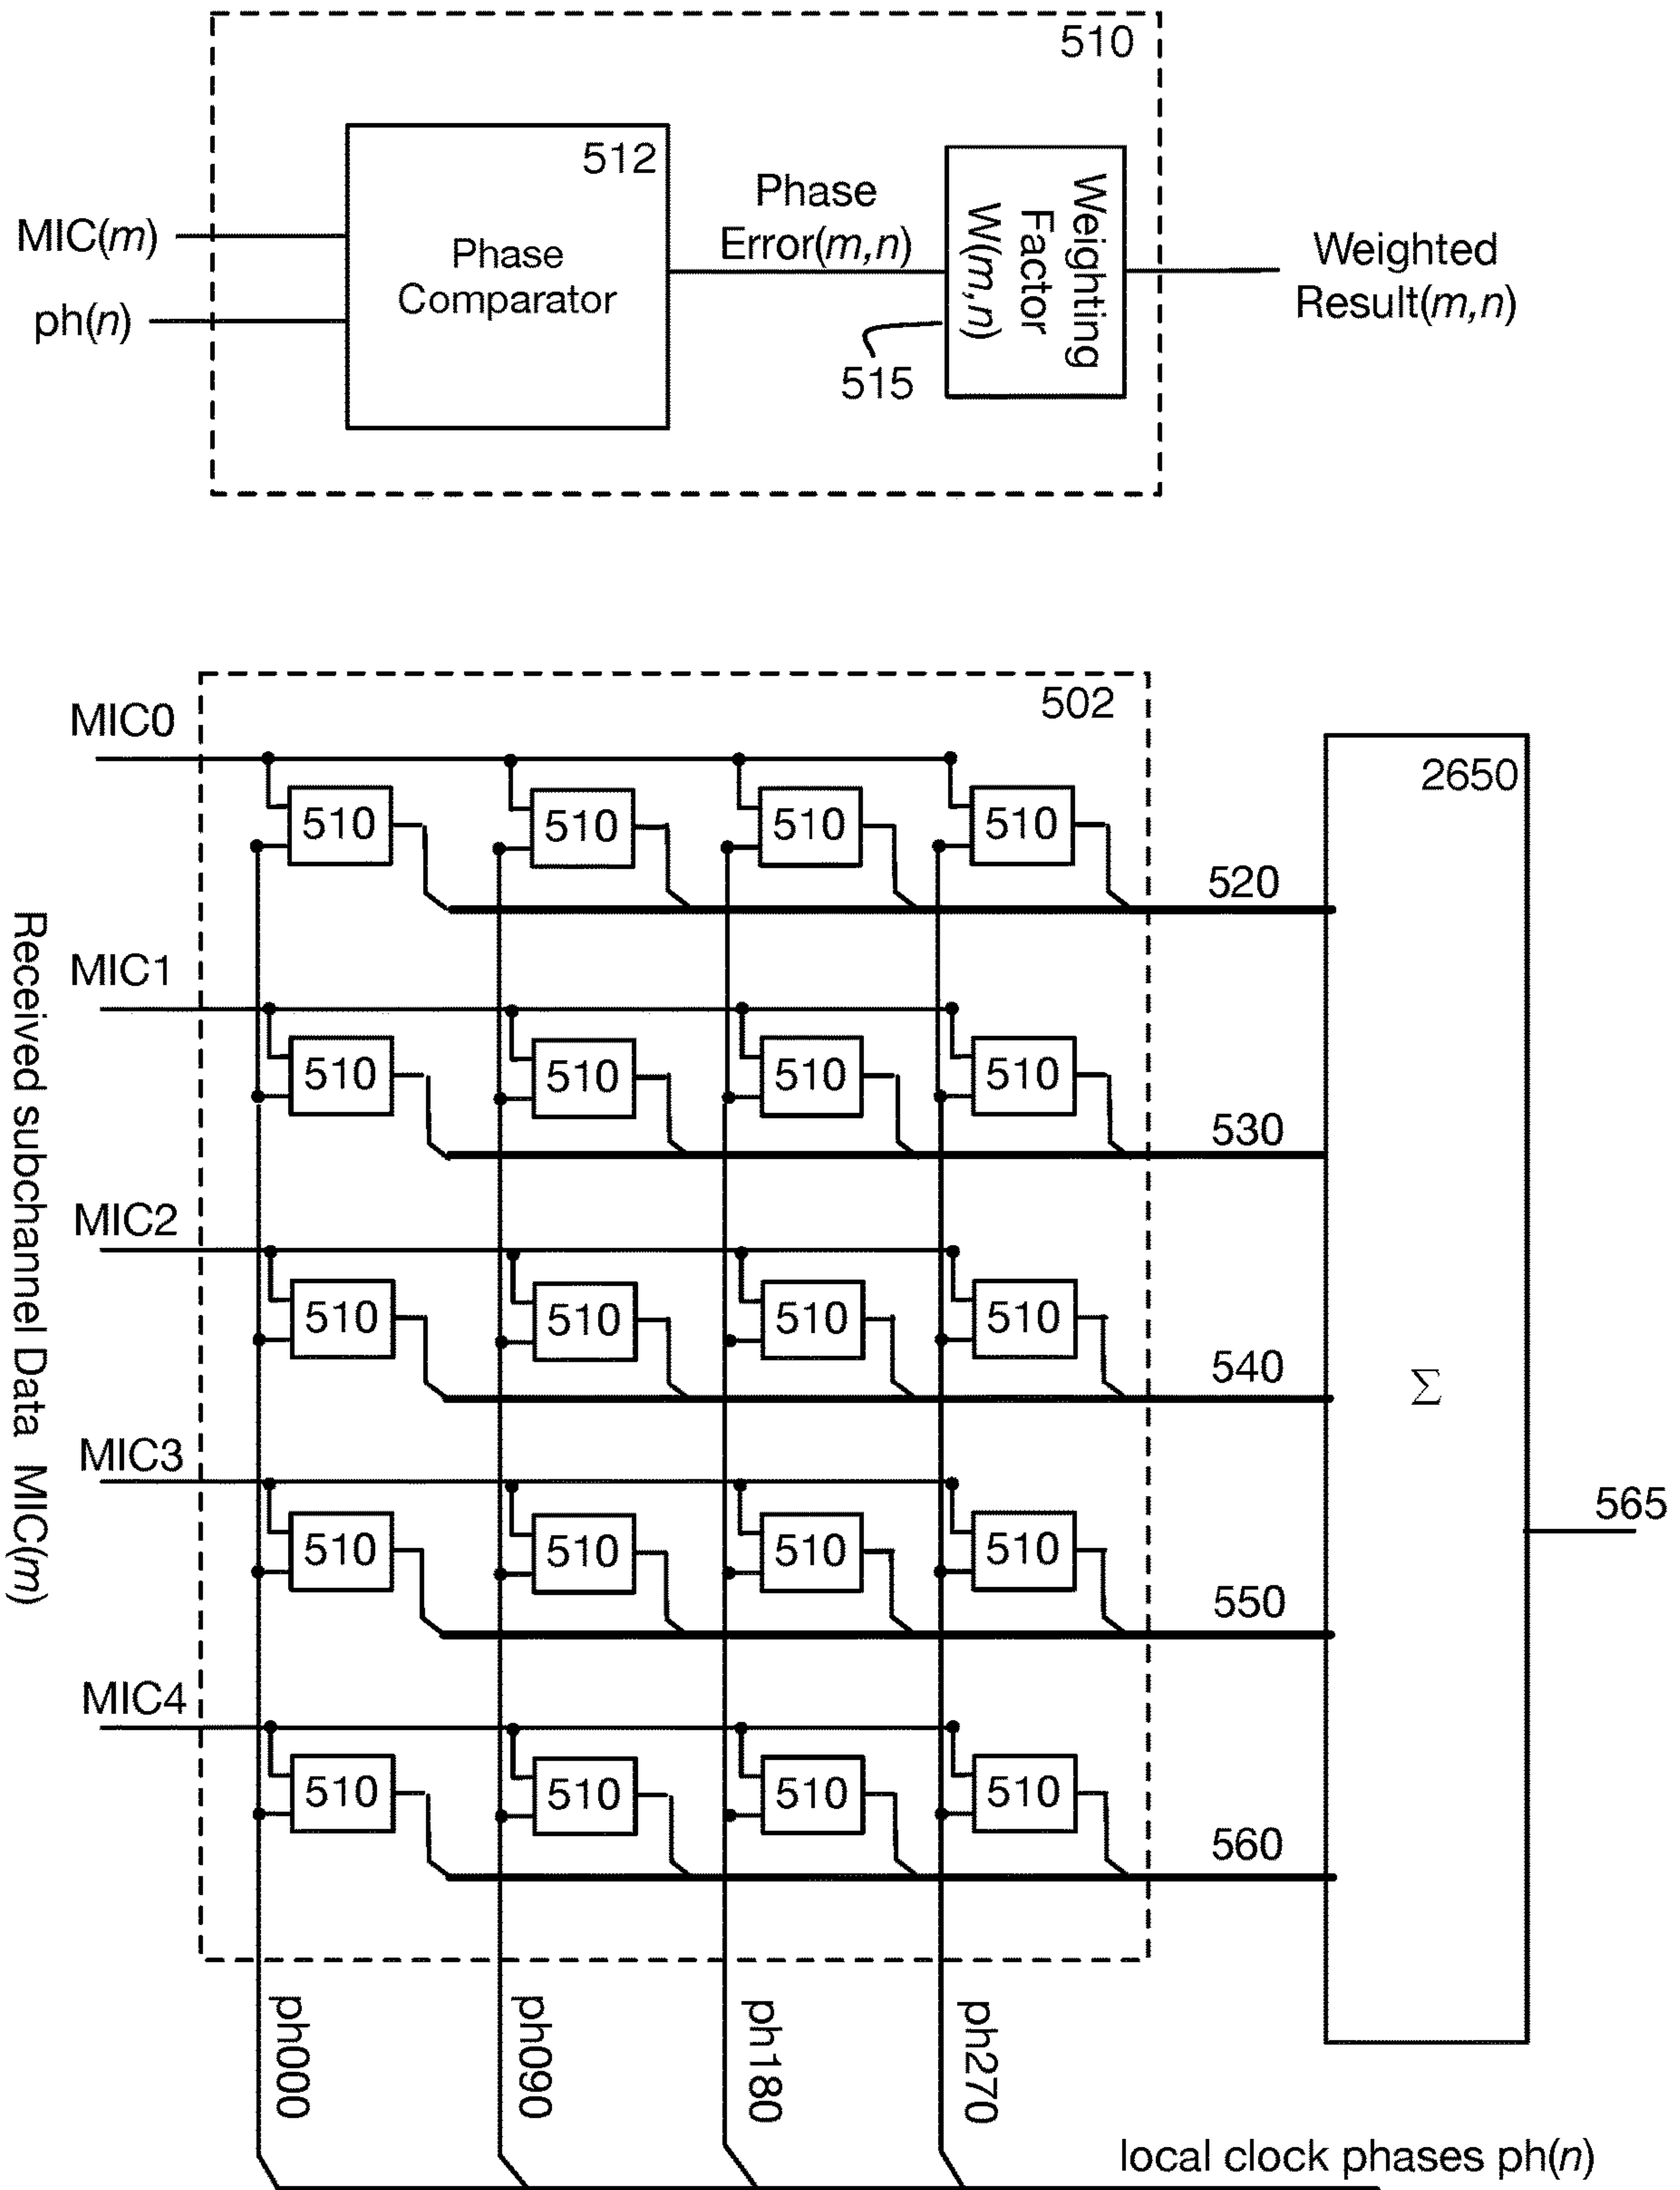 510
512
Phase
Comparator
MIC(m)
ph(n)
Phase
Error(m,n)
Weighting
Factor
W(m,n)
515
Weighted
Result(m,n)
502
2650
MIC0
510 510 510 510
520
MIC1
510 510 510 510
530
MIC2
510 510 510 510
540
Σ
MIC3
510 510 510 510
550
565
MIC4
510 510 510 510
560
Received subchannel Data MIC(m)
ph000
ph090
ph180
ph270
local clock phases ph(n)